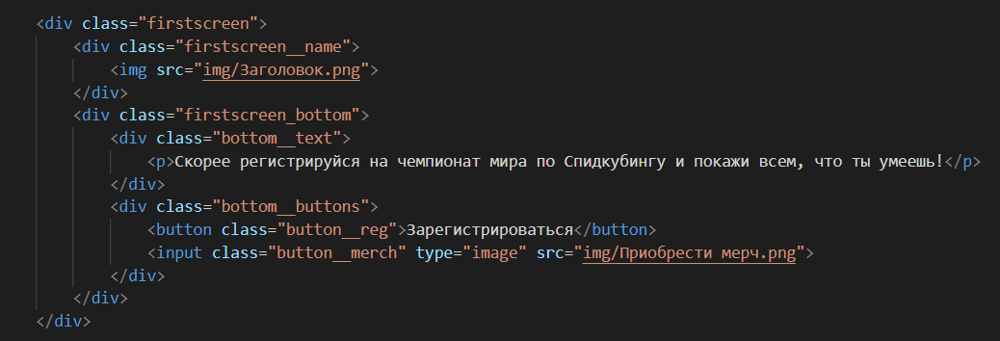 <div class="firstscreen">
<div class="firstscreen__name">
<img src="img/Заголовок.png">
</div>
<div class="firstscreen_bottom">
<div class="bottom__text">
<p>Скорее регистрируйся на чемпионат мира по Спидкубингу и покажи всем, что ты умеешь!</p>
</div>
<div class="bottom__buttons">
<button class="button__reg">Зарегистрироваться</button>
<input class="button__merch" type="image" src="img/Приобрести мерч.png">
</div>
</div>
</div>